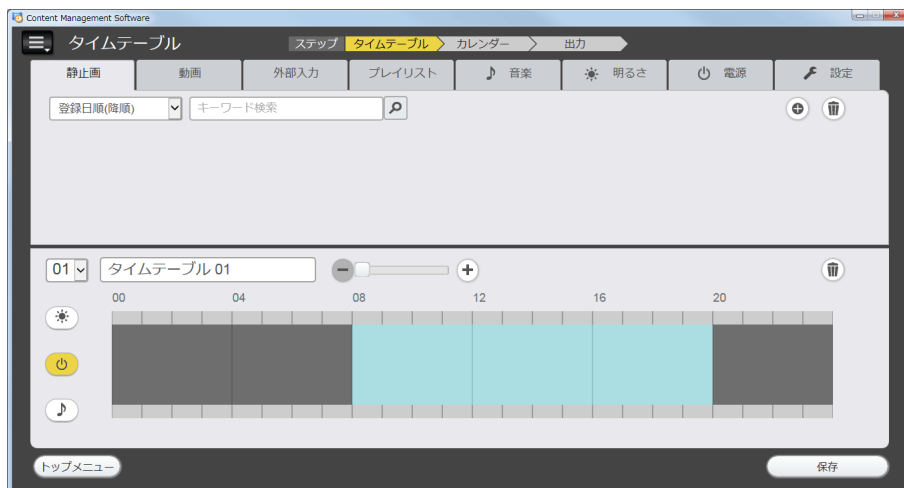 Content Management Software
タイムテーブル ステップ タイムテーブル カレンダー 出力
静止画 動画 外部入力 プレイリスト 音楽 明るさ 電源 設定
登録日順(降順) キーワード検索
01 タイムテーブル 01
00 04 08 12 16 20
トップメニュー 保存